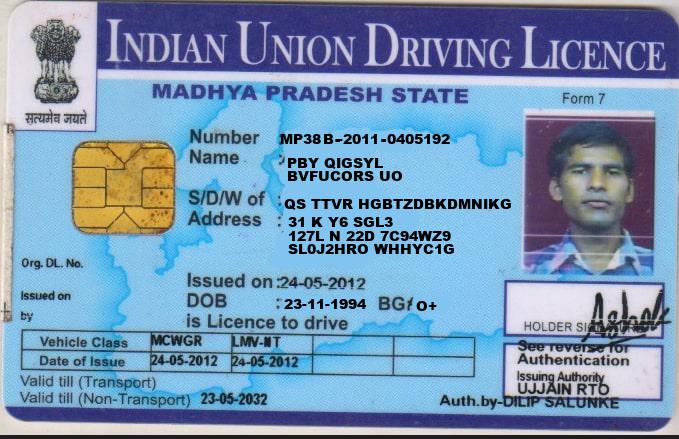 INDIAN UNION DRIVING LICENCE
सत्यमेव जयते
MADHYA PRADESH STATE
Form 7
Number MP38B-2011-0405192
Name : PBY QIGSYL
BVFUCORS UO
S/D/W of : QS TTVR HGBTZDBKDMNIKG
Address : 31 K Y6 SGL3
127L N 22D 7C94WZ9
SL0J2HRO WHHYC1G
Org. DL. No.
Issued on
by
Issued on :24-05-2012
DOB : 23-11-1994 BG: O+
is Licence to drive
Vehicle Class MCWGR LMV-NT
Date of Issue 24-05-2012 24-05-2012
Valid till (Transport)
Valid till (Non-Transport) 23-05-2032
HOLDER
See reverse for
Authentication
Issuing Authority
UJJAIN RTO
Auth.by-DILIP SALUNKE